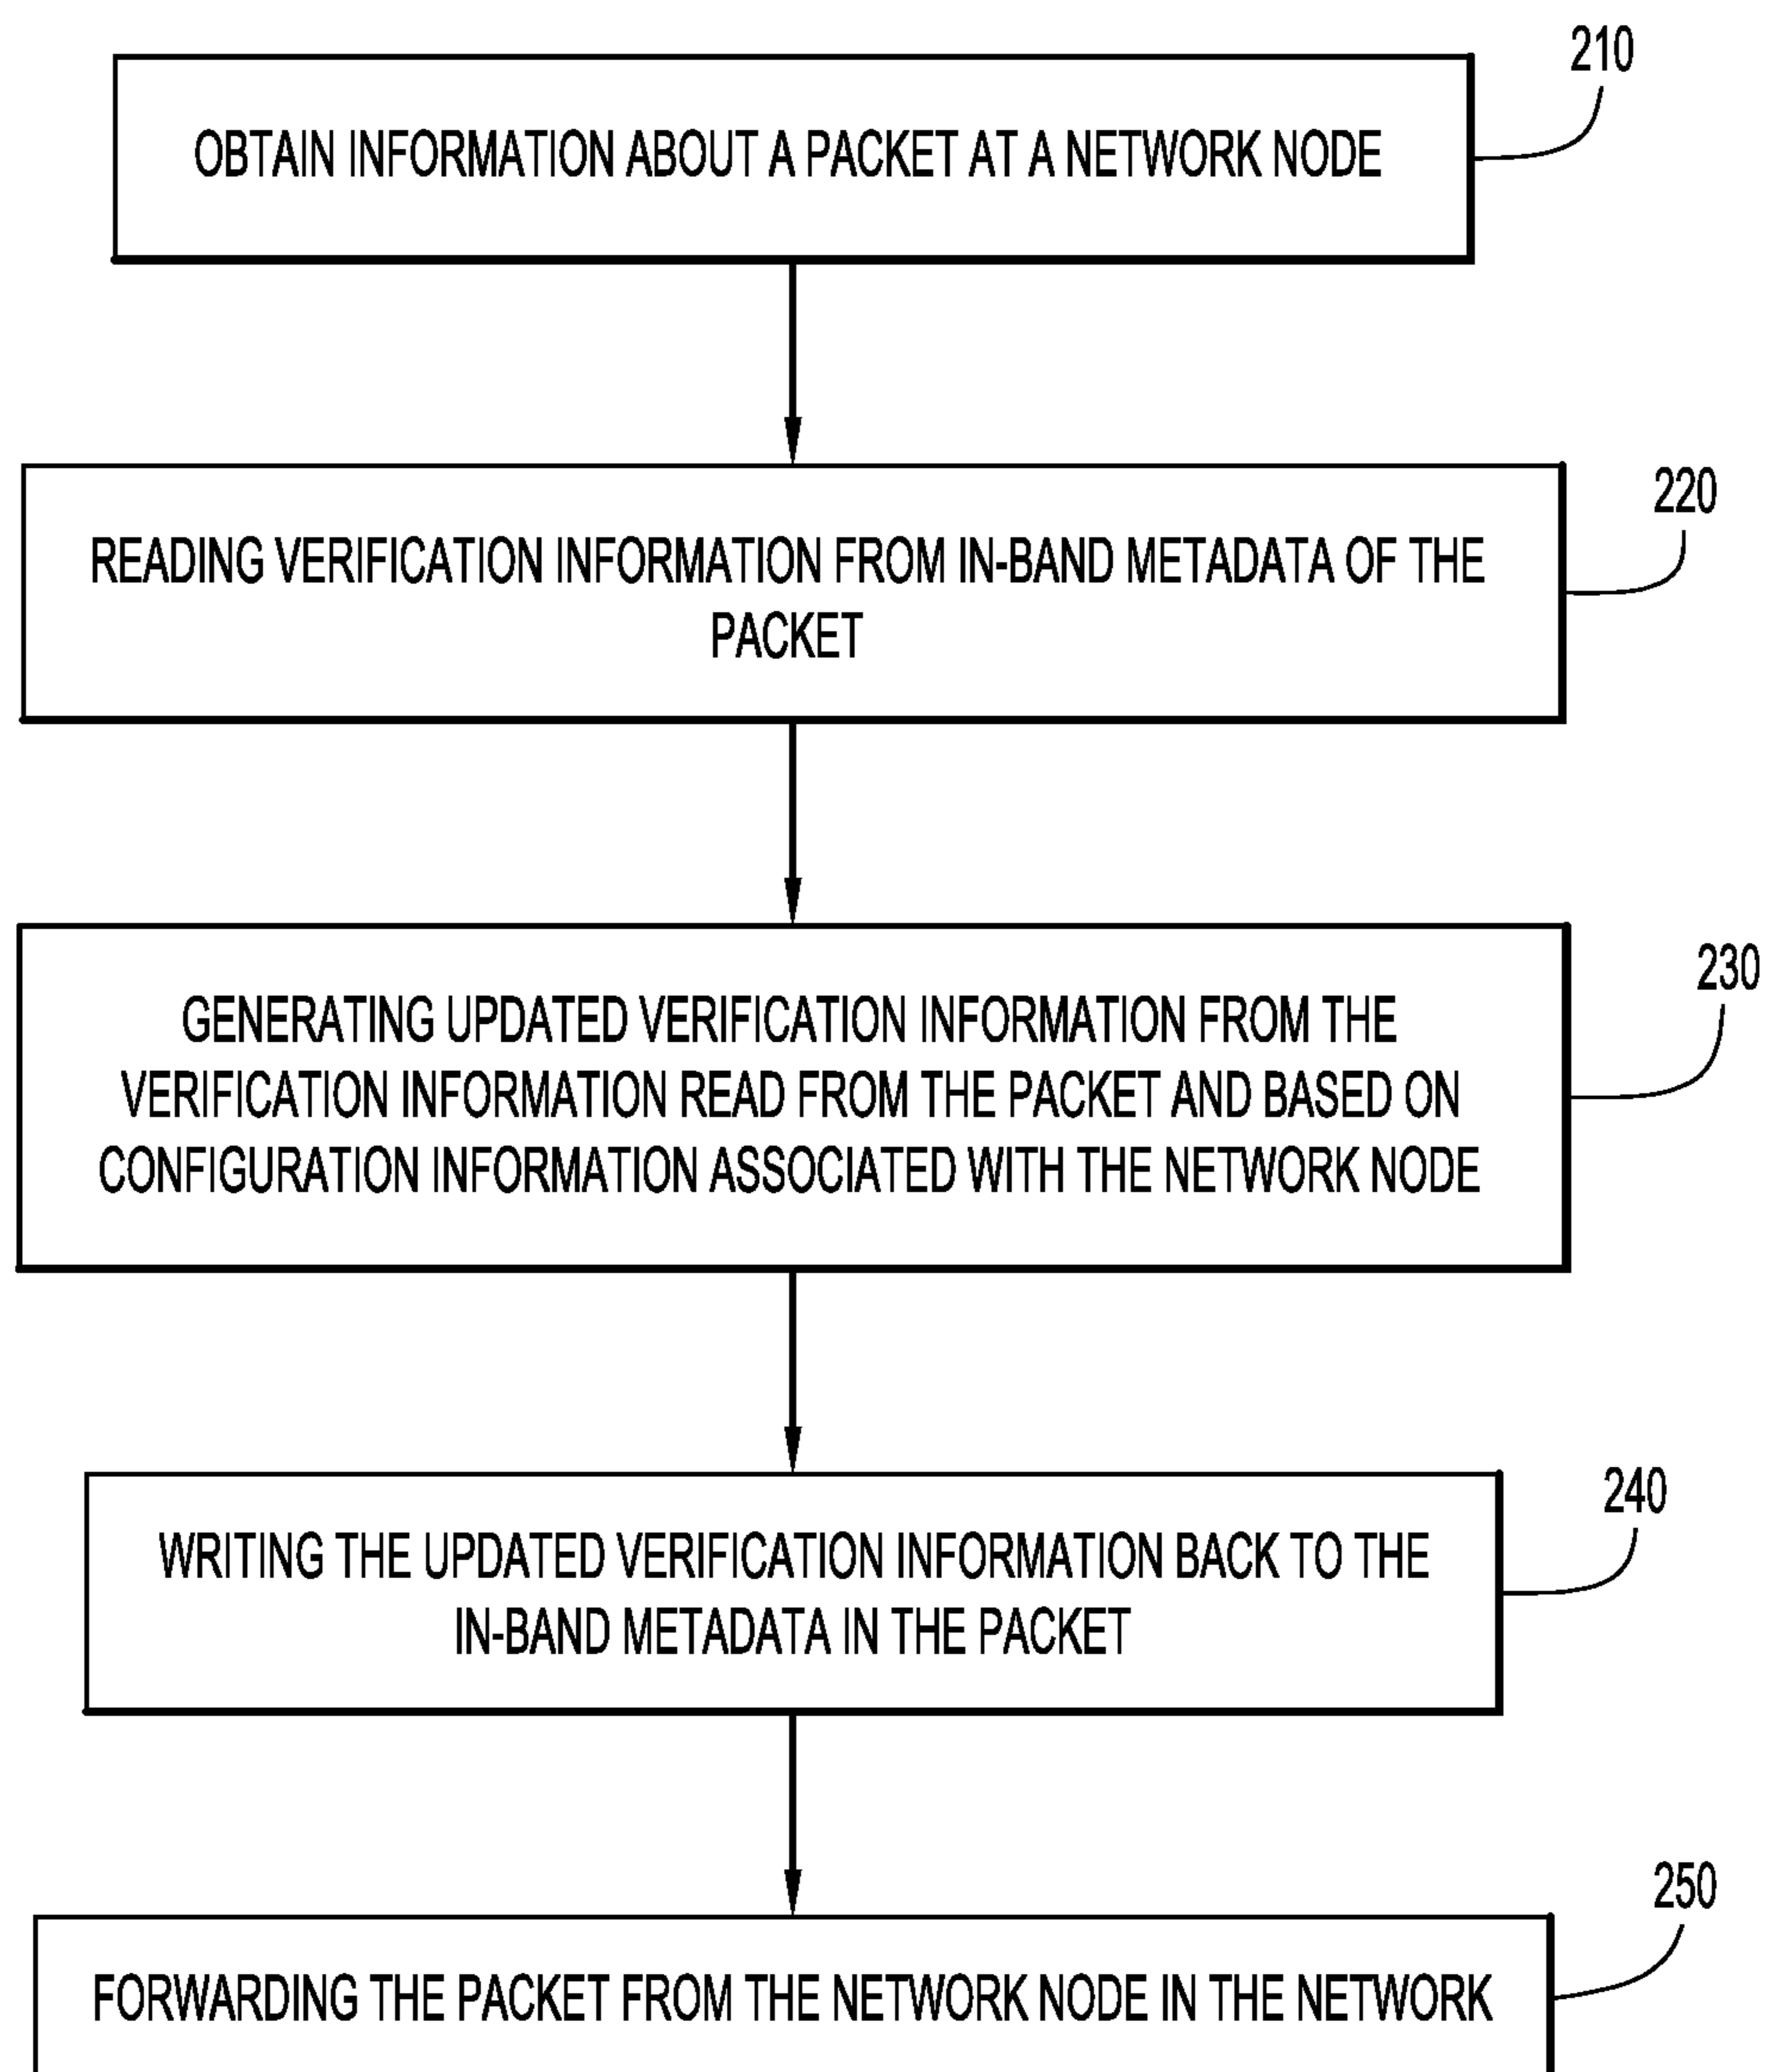 210
OBTAIN INFORMATION ABOUT A PACKET AT A NETWORK NODE
220
READING VERIFICATION INFORMATION FROM IN-BAND METADATA OF THE
PACKET
230
GENERATING UPDATED VERIFICATION INFORMATION FROM THE
VERIFICATION INFORMATION READ FROM THE PACKET AND BASED ON
CONFIGURATION INFORMATION ASSOCIATED WITH THE NETWORK NODE
240
WRITING THE UPDATED VERIFICATION INFORMATION BACK TO THE
IN-BAND METADATA IN THE PACKET
250
FORWARDING THE PACKET FROM THE NETWORK NODE IN THE NETWORK